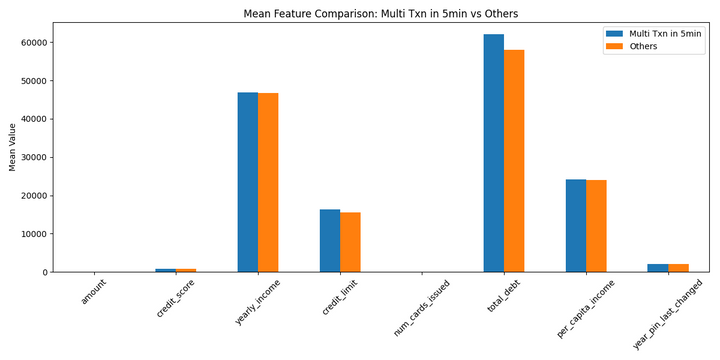 Mean Feature Comparison: Multi Txn in 5min vs Others
Multi Txn in 5min
Others
Mean Value
60000
50000
40000
30000
20000
10000
0
amount
credit_score
yearly_income
credit_limit
num_cards_issued
total_debt
per_capita_income
year_pin_last_changed